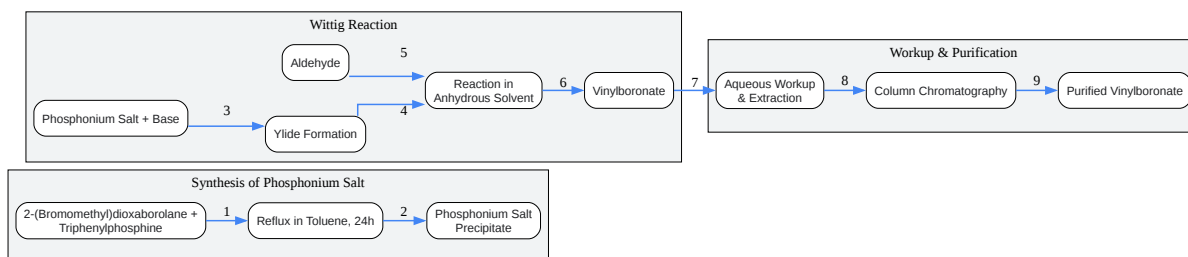 Wittig Reaction
Aldehyde
5
Reaction in
Anhydrous Solvent
6
Vinylboronate
7
Phosphonium Salt + Base
3
Ylide Formation
4
Workup & Purification
Aqueous Workup
& Extraction
8
Column Chromatography
9
Purified Vinylboronate
Synthesis of Phosphonium Salt
2-(Bromomethyl)dioxaborolane +
Triphenylphosphine
1
Reflux in Toluene, 24h
2
Phosphonium Salt
Precipitate